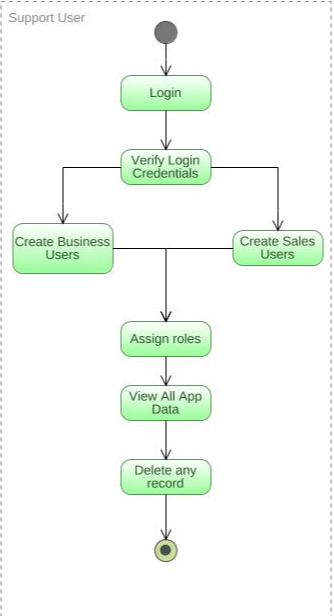 Support User
Login
Verify Login
Credentials
Create Business
Users
Create Sales
Users
Assign roles
View All App
Data
Delete any
record